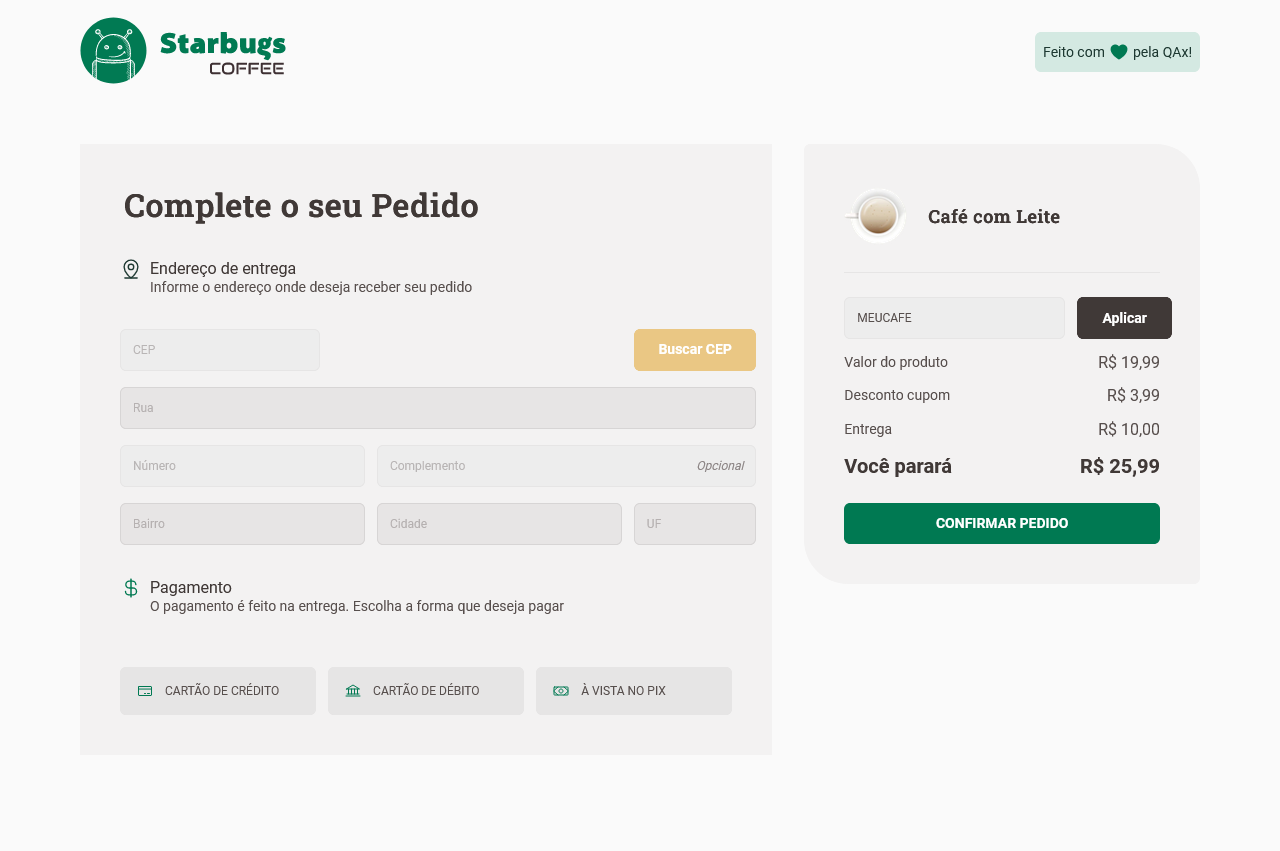 Starbugs
COFFEE
Feito com pela QAx!
Complete o seu Pedido
Endereço de entrega
Informe o endereço onde deseja receber seu pedido
CEP
Buscar CEP
Rua
Número
Complemento
Opcional
Bairro
Cidade
UF
Pagamento
O pagamento é feito na entrega. Escolha a forma que deseja pagar
CARTÃO DE CRÉDITO
CARTÃO DE DÉBITO
À VISTA NO PIX
Café com Leite
MEUCAFE
Aplicar
Valor do produto R$ 19,99
Desconto cupom R$ 3,99
Entrega R$ 10,00
Você parará R$ 25,99
CONFIRMAR PEDIDO